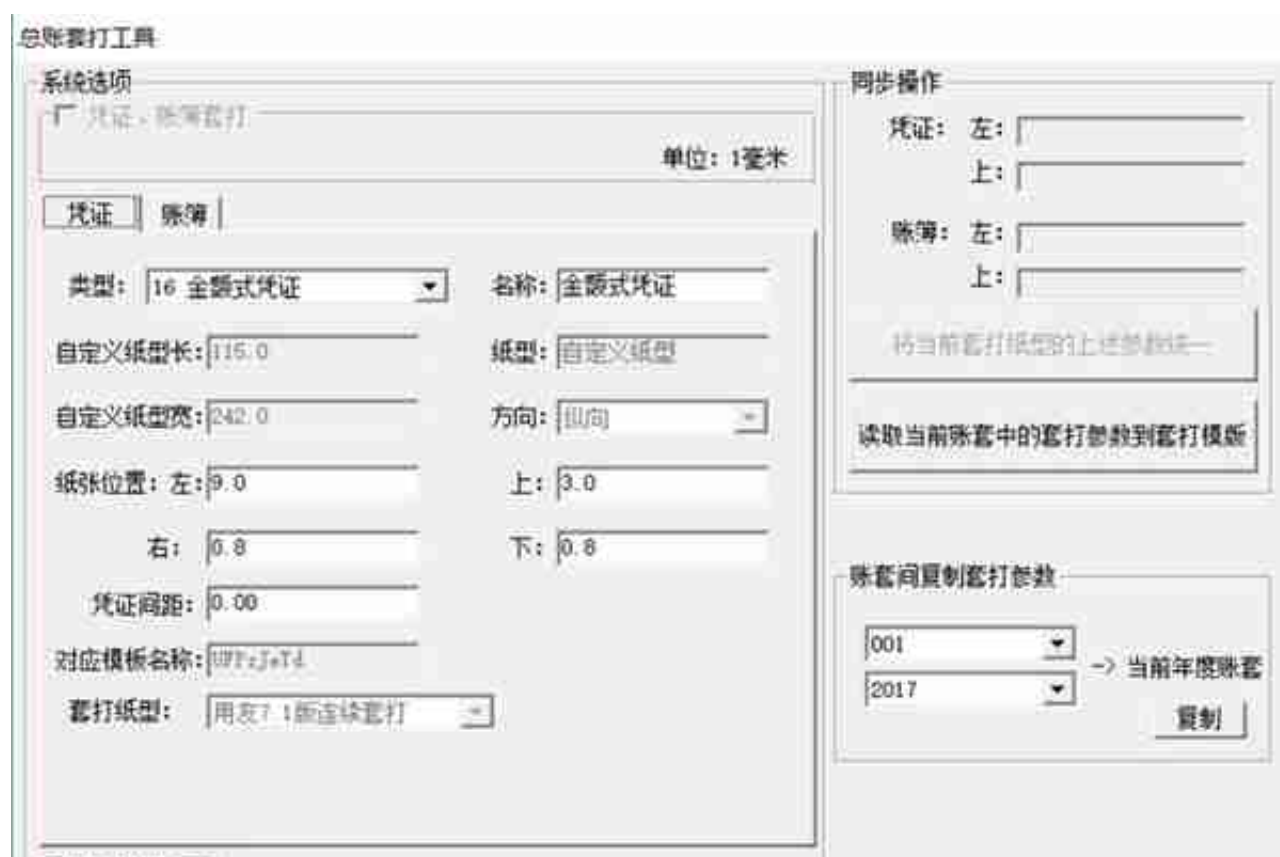 总账套打工具
系统选项
凭证、账簿套打
单位：1毫米
凭证 账簿
类型： 16 金额式凭证 名称： 金额式凭证
自定义纸型长： 115.0 纸型： 自定义纸型
自定义纸型宽： 242.0 方向： 纵向
纸张位置：左： 9.0 上： 3.0
右： 0.8 下： 0.8
凭证间距： 0.00
对应模板名称：
套打纸型： 用友7.1版连续套打
同步操作
凭证： 左：
上：
账簿： 左：
上：
将当前套打纸型的上述参数统一
读取当前账套中的套打参数到套打模版
账套间复制套打参数
001
2017
-> 当前年度账套
复制